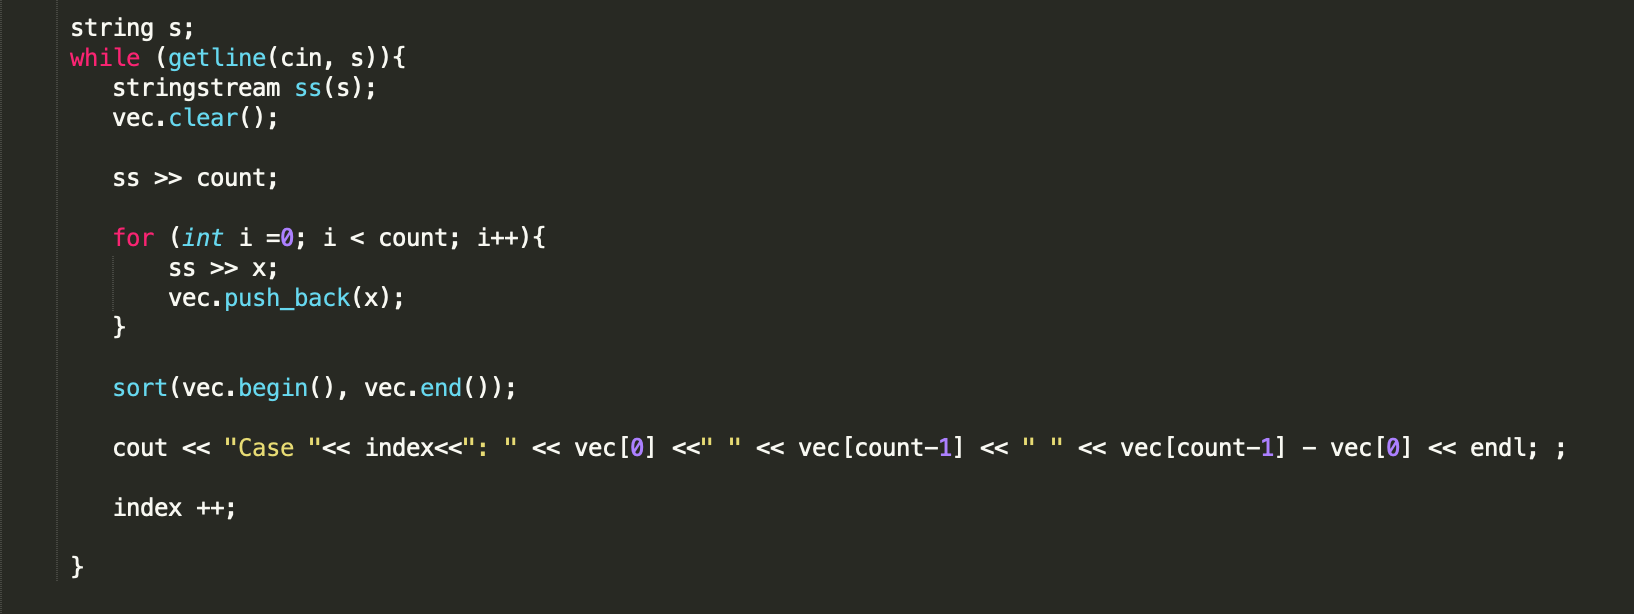 string s;
while (getline(cin, s)){
stringstream ss(s);
vec.clear();
ss >> count;
for (int i =0; i < count; i++){
ss >> x;
vec.push_back(x);
}
sort(vec.begin(), vec.end());
cout << "Case "<< index<<": " << vec[0] <<" " << vec[count-1] << " " << vec[count-1] - vec[0] << endl; ;
index ++;
}